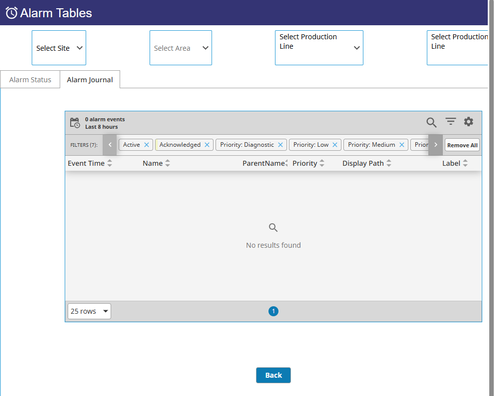 Alarm Tables
Select Site
Select Area
Select Production
Line
Select Production
Line
Alarm Status
Alarm Journal
0 alarm events
Last 8 hours
FILTERS (7):
Active
Acknowledged
Priority: Diagnostic
Priority: Low
Priority: Medium
Prior
Remove All
Event Time
Name
ParentName
Priority
Display Path
Label
No results found
25 rows
1
Back